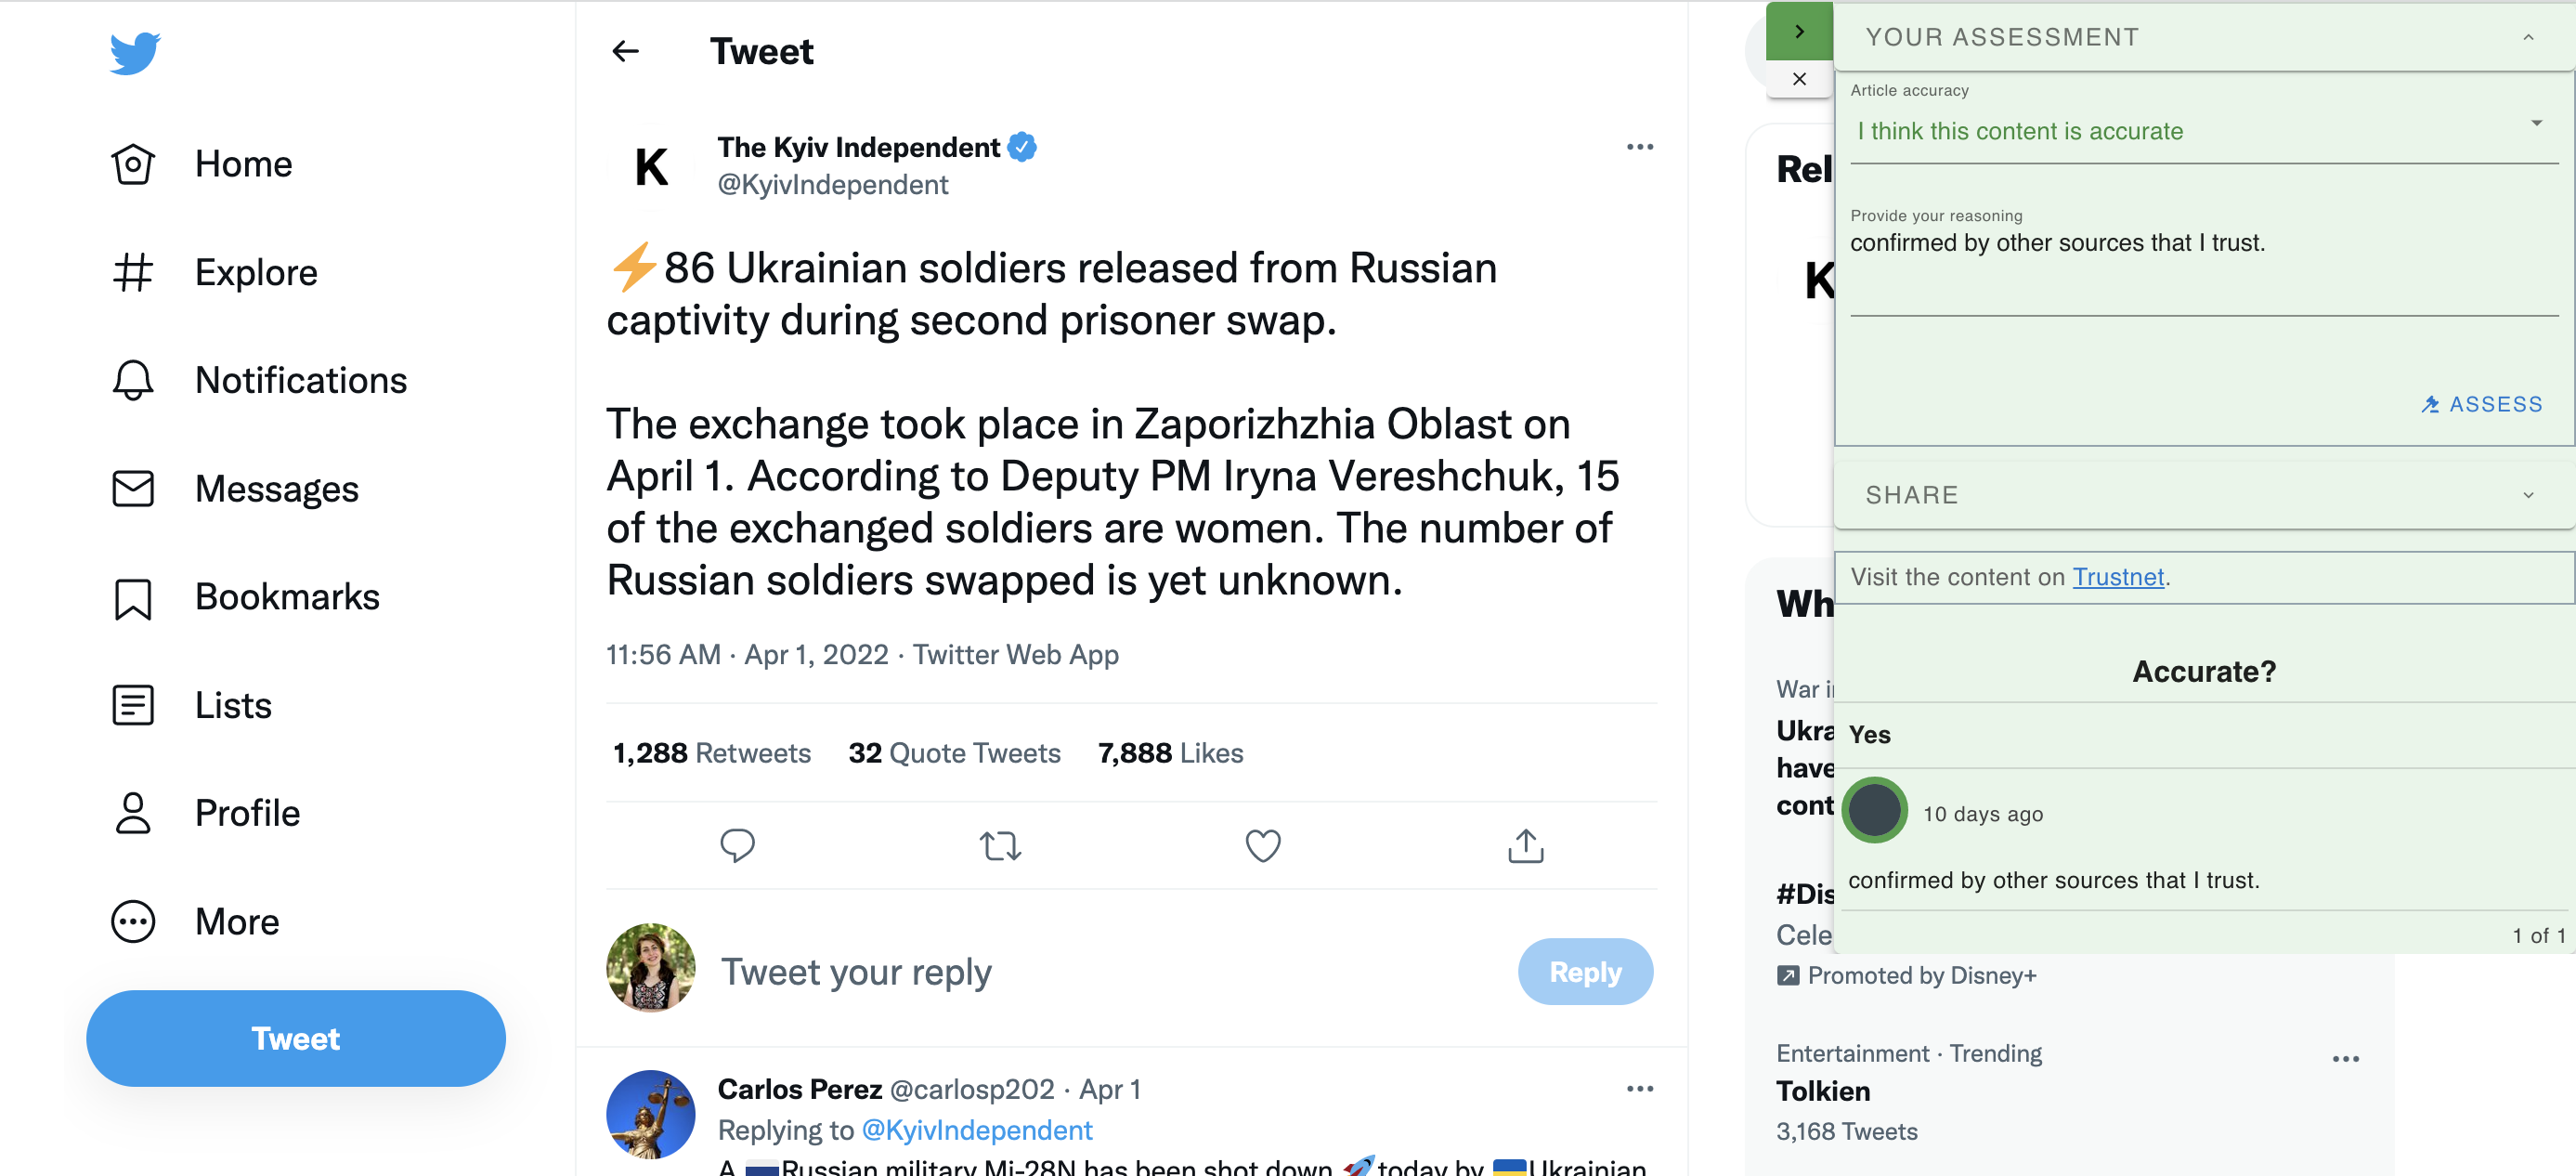 Home
Explore
Notifications
Messages
Bookmarks
Lists
Profile
More
Tweet
Tweet
K
The Kyiv Independent
@KyivIndependent
⚡86 Ukrainian soldiers released from Russian
captivity during second prisoner swap.
The exchange took place in Zaporizhzhia Oblast on
April 1. According to Deputy PM Iryna Vereshchuk, 15
of the exchanged soldiers are women. The number of
Russian soldiers swapped is yet unknown.
11:56 AM · Apr 1, 2022 · Twitter Web App
1,288 Retweets 32 Quote Tweets 7,888 Likes
Tweet your reply
Reply
Carlos Perez @carlosp202 · Apr 1
Replying to @KyivIndependent
A Russian military Mi-28N has been shot down 🚀today by Ukrainian
Rel
K
Wh
War i
Ukra
have
cont
#Dis
Cele
Promoted by Disney+
Entertainment · Trending
Tolkien
3,168 Tweets
YOUR ASSESSMENT
Article accuracy
I think this content is accurate
Provide your reasoning
confirmed by other sources that I trust.
ASSESS
SHARE
Visit the content on Trustnet.
Accurate?
Yes
10 days ago
confirmed by other sources that I trust.
1 of 1